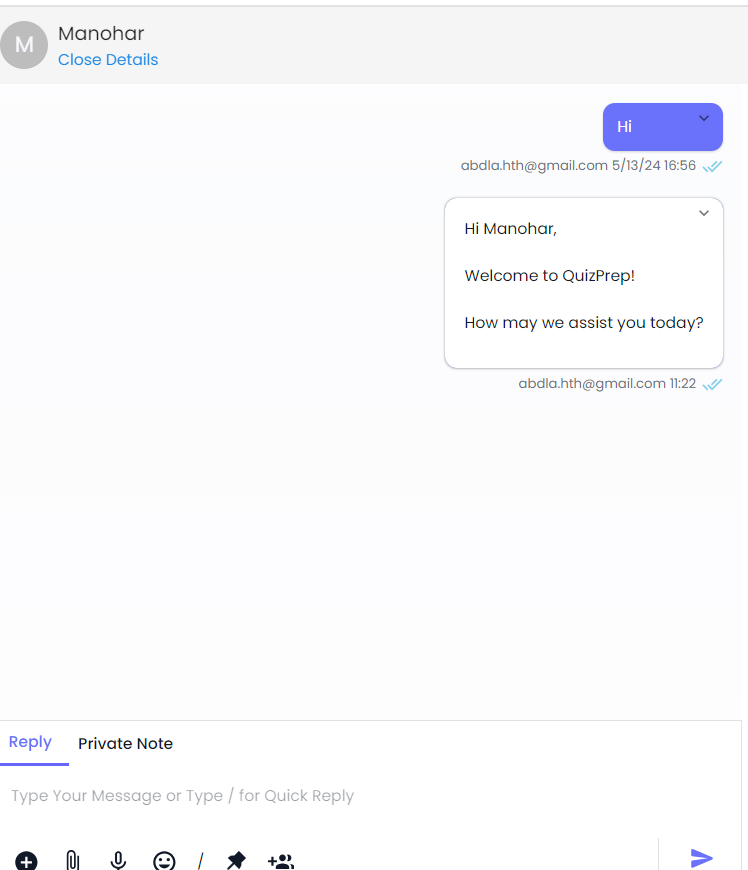 M
Manohar
Close Details
Hi
abdla.hth@gmail.com 5/13/24 16:56
Hi Manohar,
Welcome to QuizPrep!
How may we assist you today?
abdla.hth@gmail.com 11:22
Reply Private Note
Type Your Message or Type / for Quick Reply
/